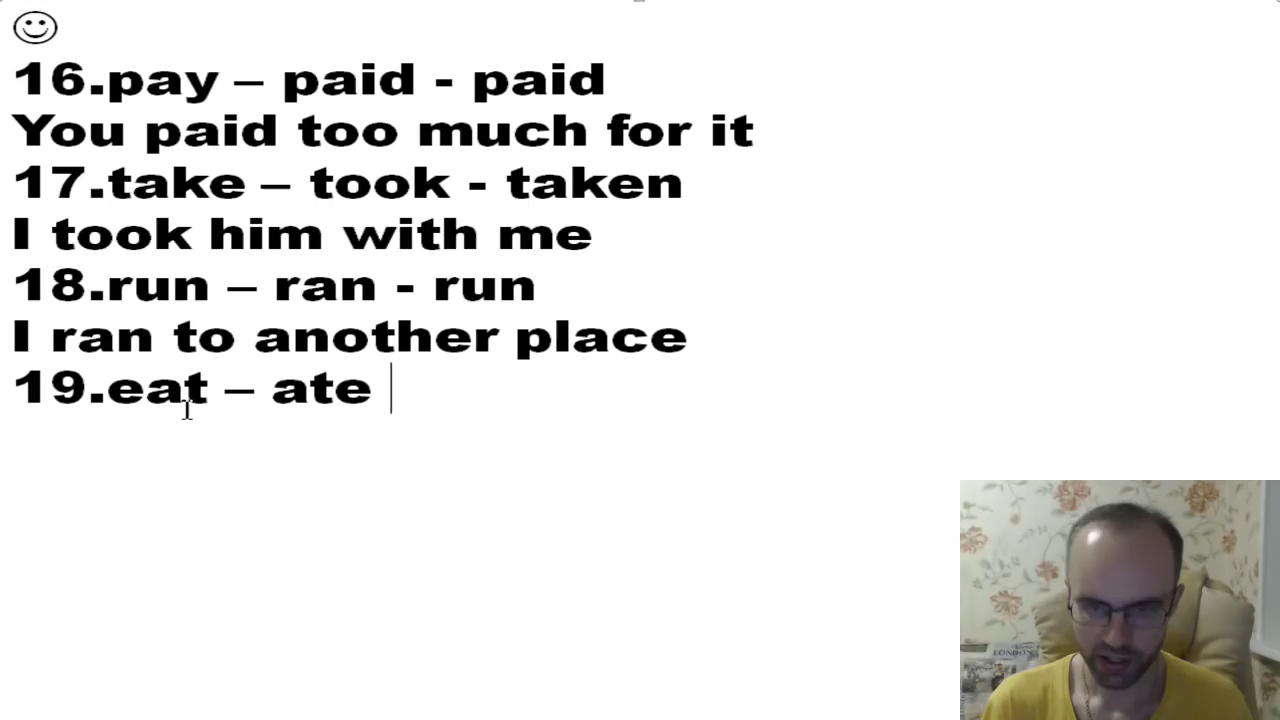 16.pay – paid - paid
You paid too much for it
17.take – took - taken
I took him with me
18.run – ran - run
I ran to another place
19.eat – ate
LONDON